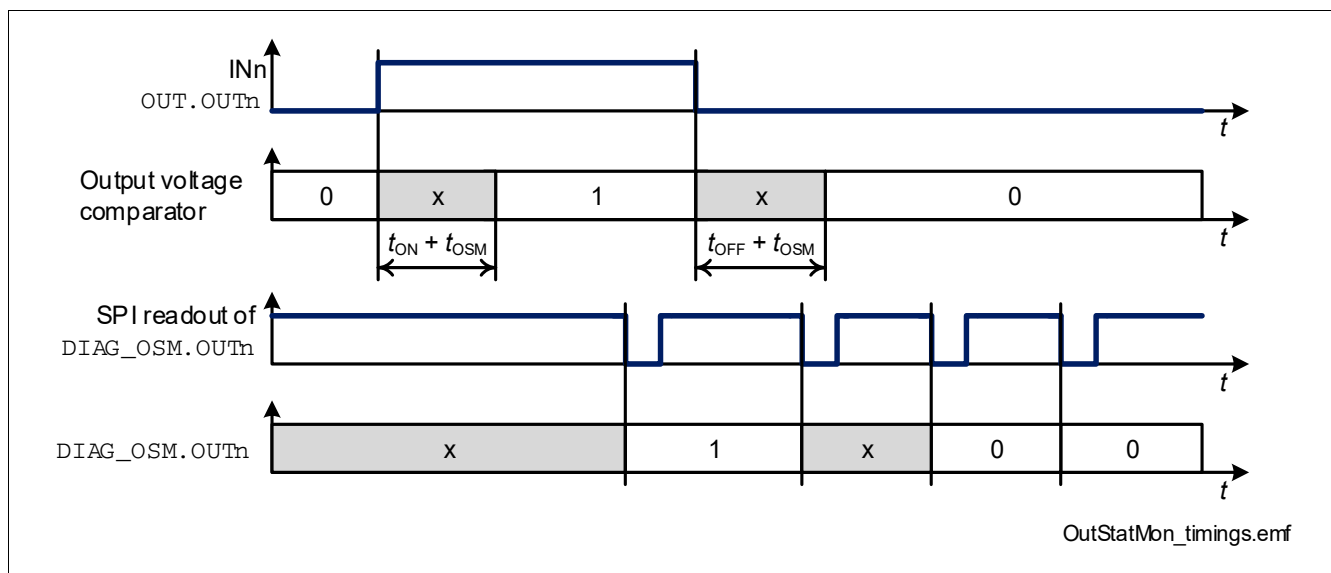 INn
OUT.OUTn
t
Output voltage
comparator
0 x 1 x 0
t
tON + tOSM tOFF + tOSM
SPI readout of
DIAG_OSM.OUTn
t
DIAG_OSM.OUTn
x 1 x 0 0
t
OutStatMon_timings.emf